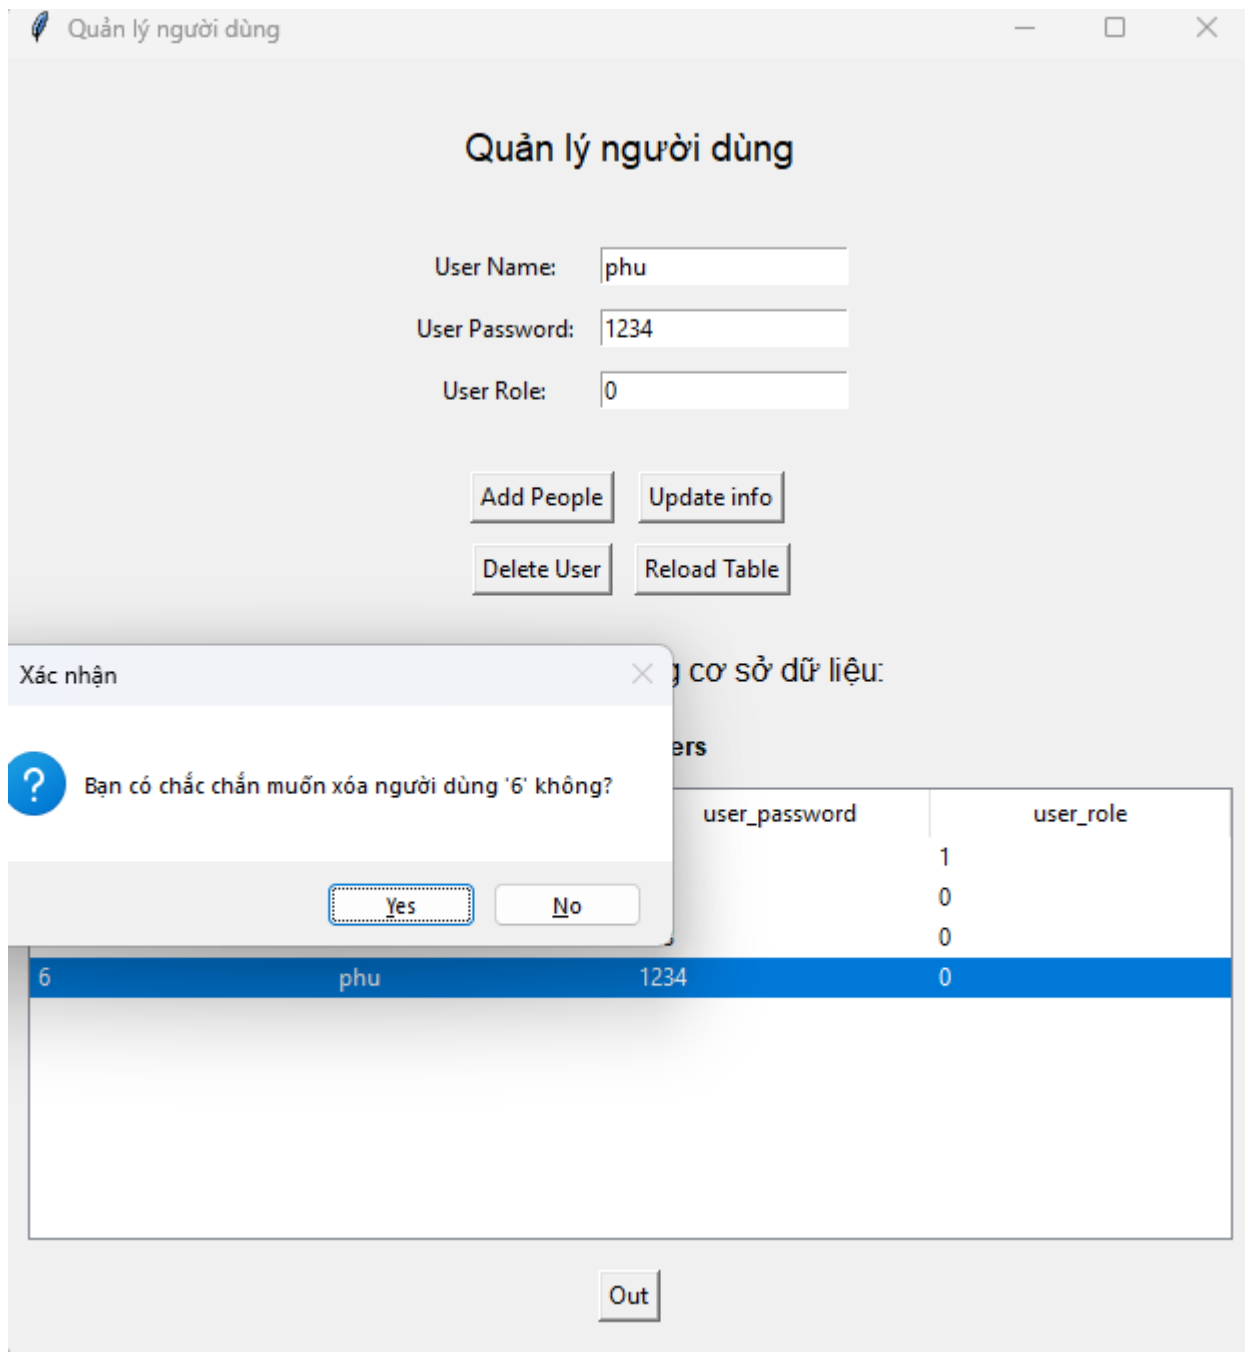 Quản lý người dùng
Quản lý người dùng
User Name: phu
User Password: 1234
User Role: 0
Add People Update info
Delete User Reload Table
cơ sở dữ liệu:
Xác nhận
Bạn có chắc chắn muốn xóa người dùng '6' không?
Yes No
user_password user_role
1
0
0
6 phu 1234 0
Out